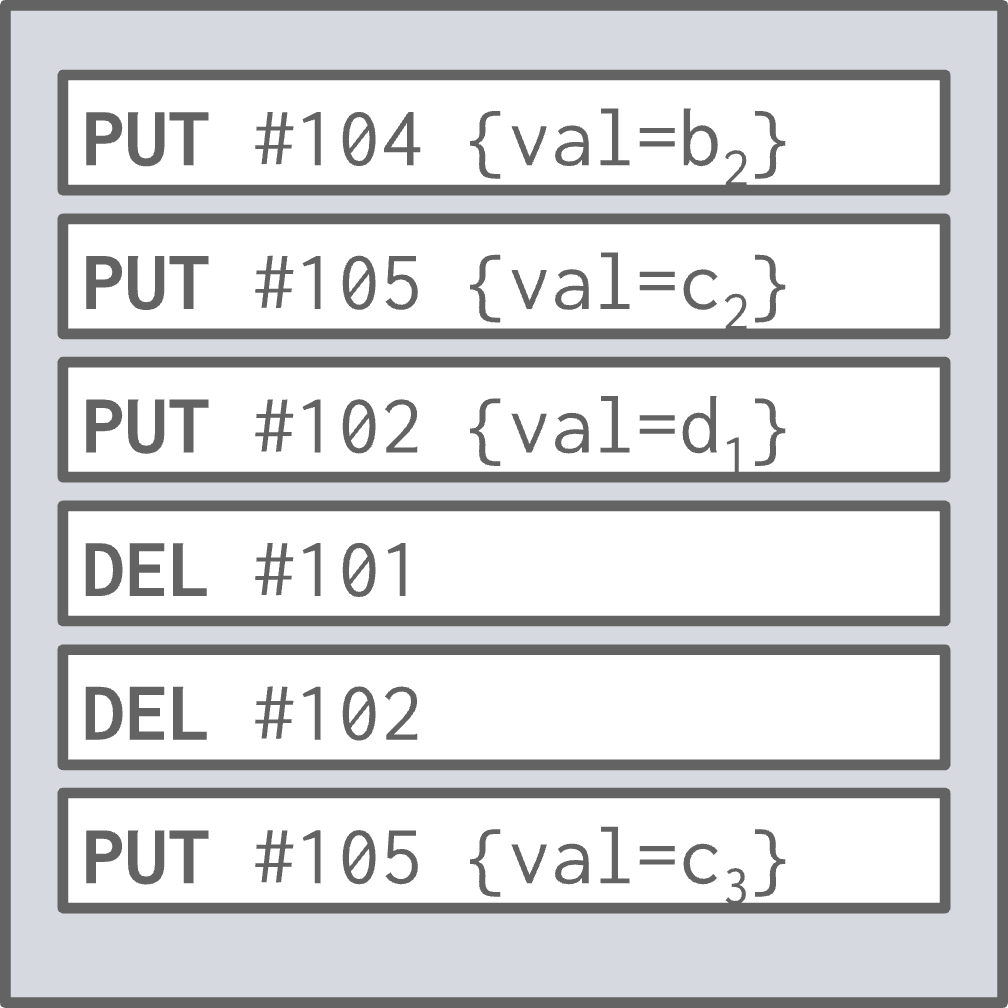 PUT #104 {val=b₂}
PUT #105 {val=c₂}
PUT #102 {val=d₁}
DEL #101
DEL #102
PUT #105 {val=c₃}